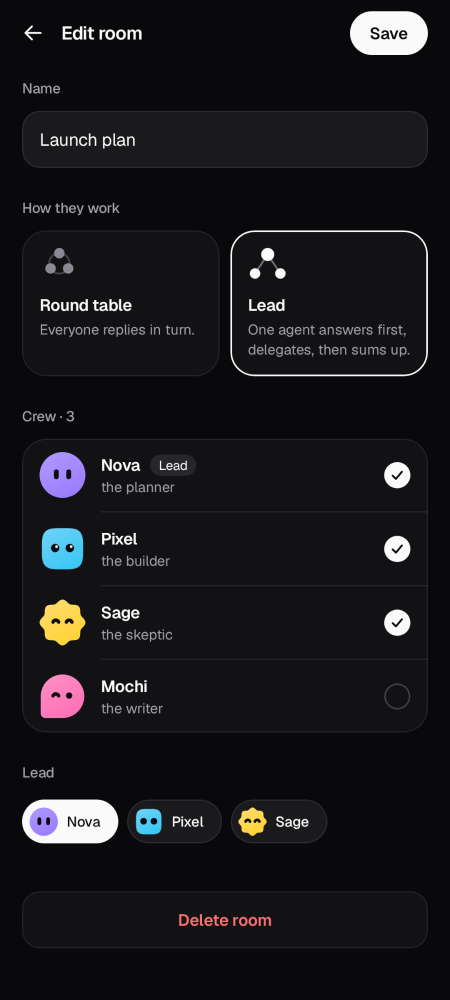 Edit room
Save
Name
Launch plan
How they work
Round table
Everyone replies in turn.
Lead
One agent answers first,
delegates, then sums up.
Crew · 3
Nova Lead
the planner
Pixel
the builder
Sage
the skeptic
Mochi
the writer
Lead
Nova
Pixel
Sage
Delete room